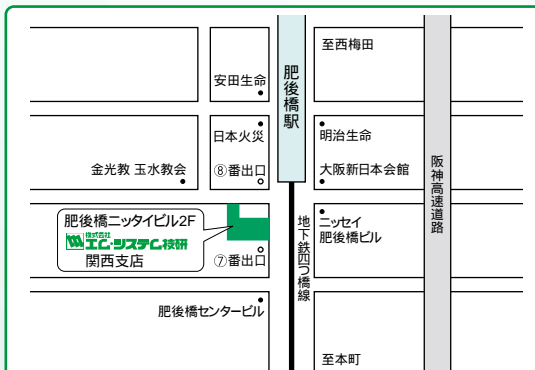 至西梅田
安田生命
肥後橋駅
日本火災
明治生命
金光教 玉水教会
⑧番出口
大阪新日本会館
阪神高速道路
肥後橋ニッタイビル2F
株式会社
エム・システム技研
関西支店
⑦番出口
地下鉄四つ橋線
ニッセイ
肥後橋ビル
肥後橋センタービル
至本町